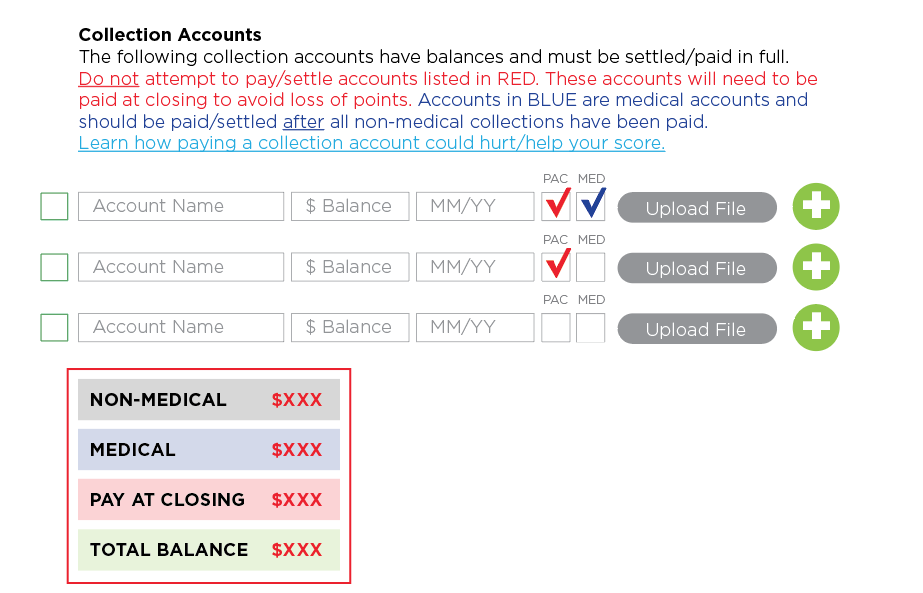 Collection Accounts
The following collection accounts have balances and must be settled/paid in full.
Do not attempt to pay/settle accounts listed in RED. These accounts will need to be
paid at closing to avoid loss of points. Accounts in BLUE are medical accounts and
should be paid/settled after all non-medical collections have been paid.
Learn how paying a collection account could hurt/help your score.
PAC MED
Account Name $ Balance MM/YY Upload File
PAC MED
Account Name $ Balance MM/YY Upload File
PAC MED
Account Name $ Balance MM/YY Upload File
NON-MEDICAL $XXX
MEDICAL $XXX
PAY AT CLOSING $XXX
TOTAL BALANCE $XXX